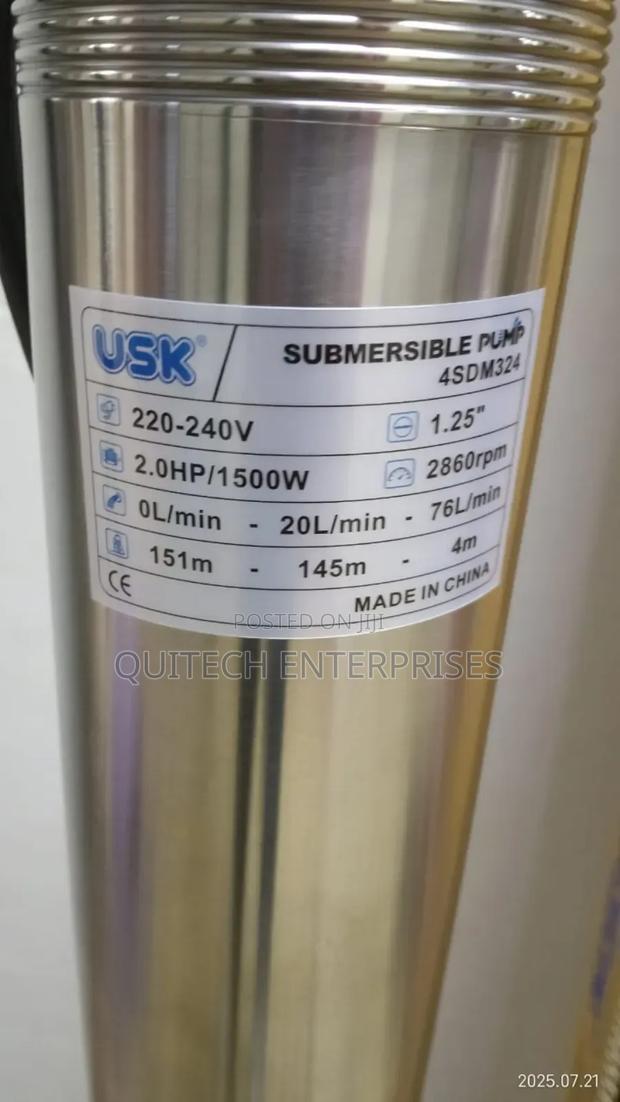 USK®
SUBMERSIBLE PUMP
4SDM324
220-240V 1.25"
2.0HP/1500W 2860rpm
0L/min - 20L/min - 76L/min
151m - 145m - 4m
CE MADE IN CHINA
POSTED ON JIJI
QUITECH ENTERPRISES
2025.07.21